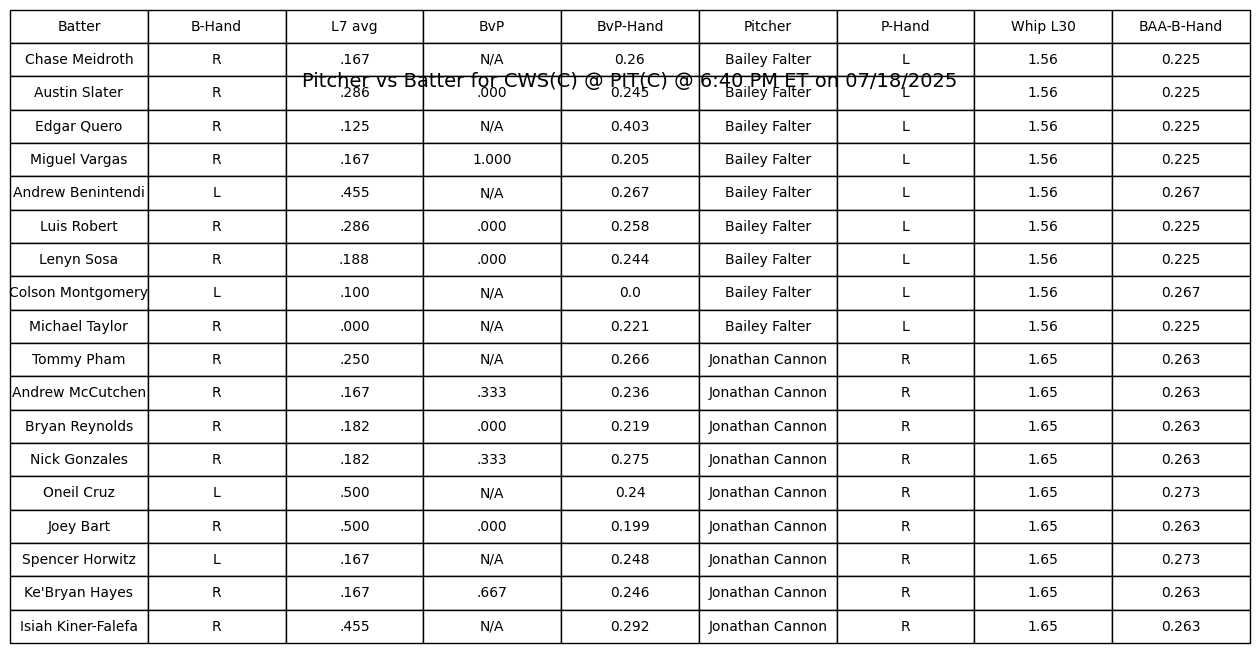 Batter B-Hand L7 avg BvP BvP-Hand Pitcher P-Hand Whip L30 BAA-B-Hand
Chase Meidroth R .167 N/A 0.26 Bailey Falter L 1.56 0.225
Pitcher vs Batter for CWS(C) @ PIT(C) @ 6:40 PM ET on 07/18/2025
Austin Slater R .286 .000 0.245 Bailey Falter L 1.56 0.225
Edgar Quero R .125 N/A 0.403 Bailey Falter L 1.56 0.225
Miguel Vargas R .167 1.000 0.205 Bailey Falter L 1.56 0.225
Andrew Benintendi L .455 N/A 0.267 Bailey Falter L 1.56 0.267
Luis Robert R .286 .000 0.258 Bailey Falter L 1.56 0.225
Lenyn Sosa R .188 .000 0.244 Bailey Falter L 1.56 0.225
Colson Montgomery L .100 N/A 0.0 Bailey Falter L 1.56 0.267
Michael Taylor R .000 N/A 0.221 Bailey Falter L 1.56 0.225
Tommy Pham R .250 N/A 0.266 Jonathan Cannon R 1.65 0.263
Andrew McCutchen R .167 .333 0.236 Jonathan Cannon R 1.65 0.263
Bryan Reynolds R .182 .000 0.219 Jonathan Cannon R 1.65 0.263
Nick Gonzales R .182 .333 0.275 Jonathan Cannon R 1.65 0.263
Oneil Cruz L .500 N/A 0.24 Jonathan Cannon R 1.65 0.273
Joey Bart R .500 .000 0.199 Jonathan Cannon R 1.65 0.263
Spencer Horwitz L .167 N/A 0.248 Jonathan Cannon R 1.65 0.273
Ke'Bryan Hayes R .167 .667 0.246 Jonathan Cannon R 1.65 0.263
Isiah Kiner-Falefa R .455 N/A 0.292 Jonathan Cannon R 1.65 0.263